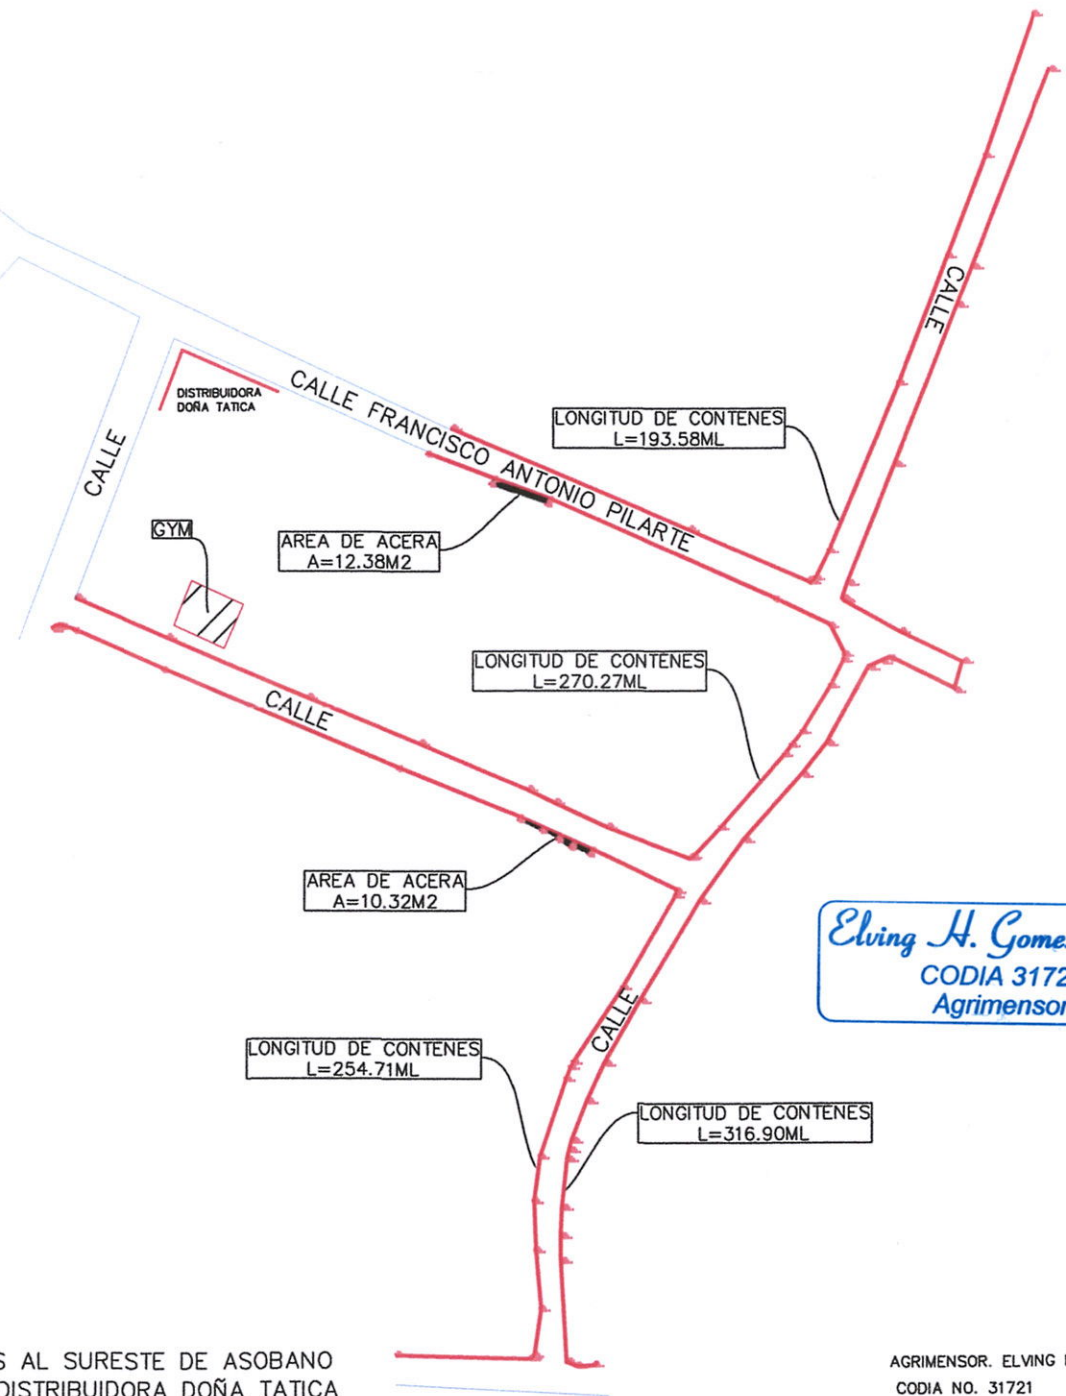 CALLE
DISTRIBUIDORA
DOÑA TATICA
CALLE FRANCISCO ANTONIO PILARTE
CALLE
LONGITUD DE CONTENES
L=193.58ML
GYM
AREA DE ACERA
A=12.38M2
LONGITUD DE CONTENES
L=270.27ML
CALLE
AREA DE ACERA
A=10.32M2
Elving H. Gome
CODIA 3172
Agrimensor
CALLE
LONGITUD DE CONTENES
L=254.71ML
LONGITUD DE CONTENES
L=316.90ML
S AL SURESTE DE ASOBANO
DISTRIBUIDORA DOÑA TATICA
AGRIMENSOR. ELVING
CODIA NO. 31721